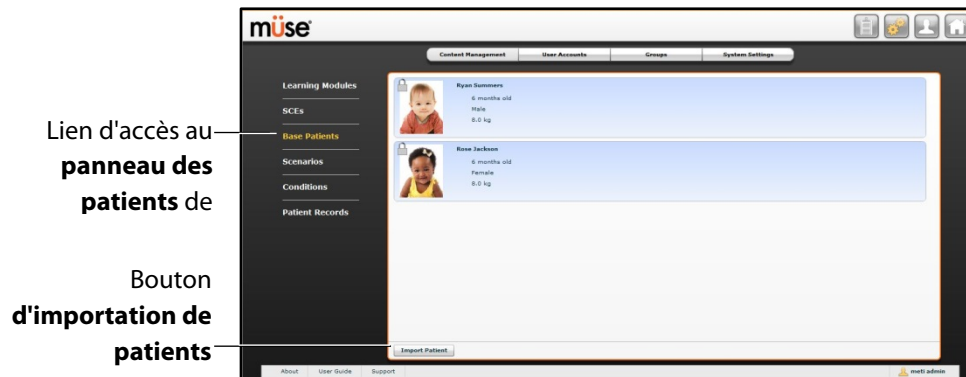 müse
Content Management User Accounts Groups System Settings
Learning Modules
SCEs
Base Patients
Scenarios
Conditions
Patient Records
Ryan Summers
6 months old
Male
8.0 kg
Rose Jackson
6 months old
Female
8.0 kg
Import Patient
About User Guide Support meti admin
Lien d'accès au
panneau des
patients de
Bouton
d'importation de
patients